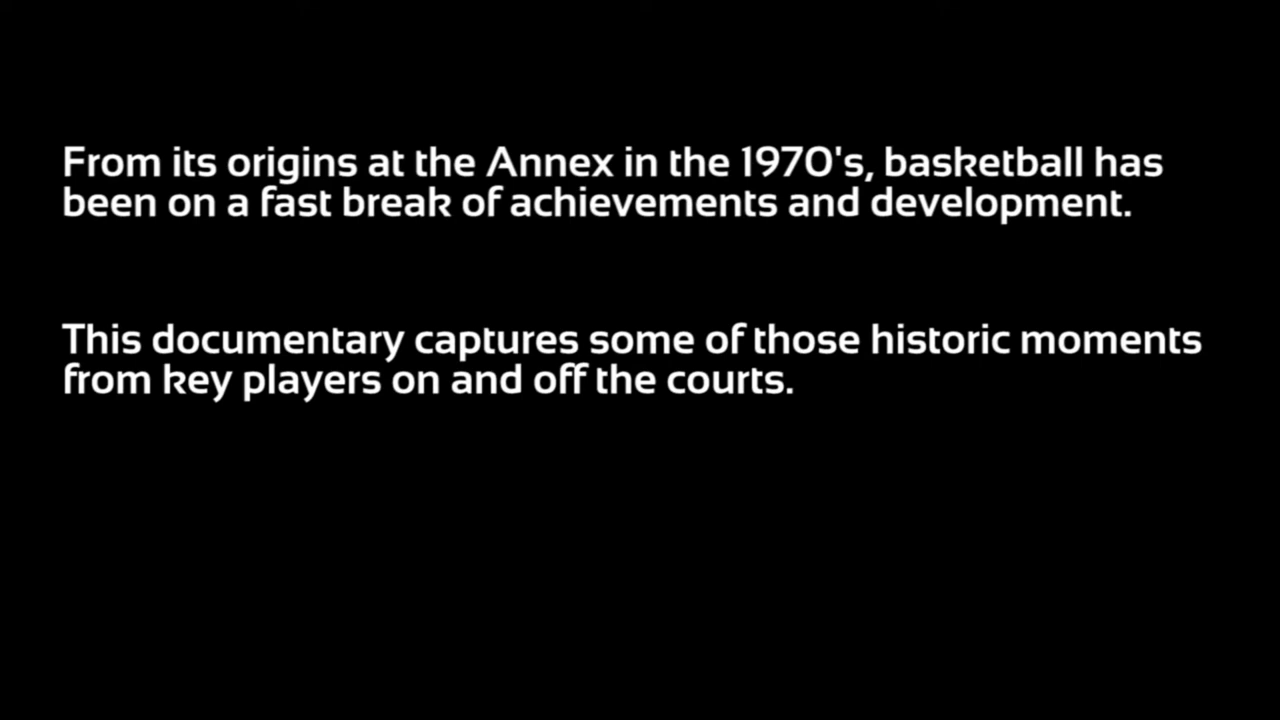 From its origins at the Annex in the 1970's, basketball has
been on a fast break of achievements and development.
This documentary captures some of those historic moments
from key players on and off the courts.